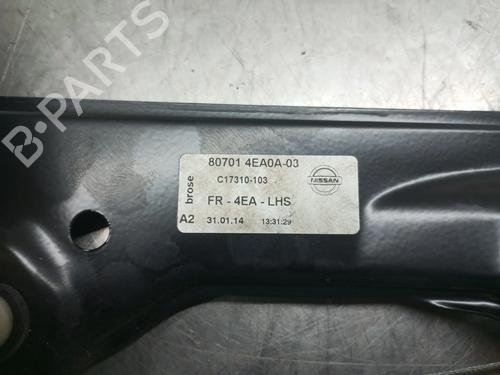 B-PARTS
brose
80701 4EA0A-03
C17310-103
NISSAN
FR - 4EA - LHS
A2 31.01.14 13:31:29